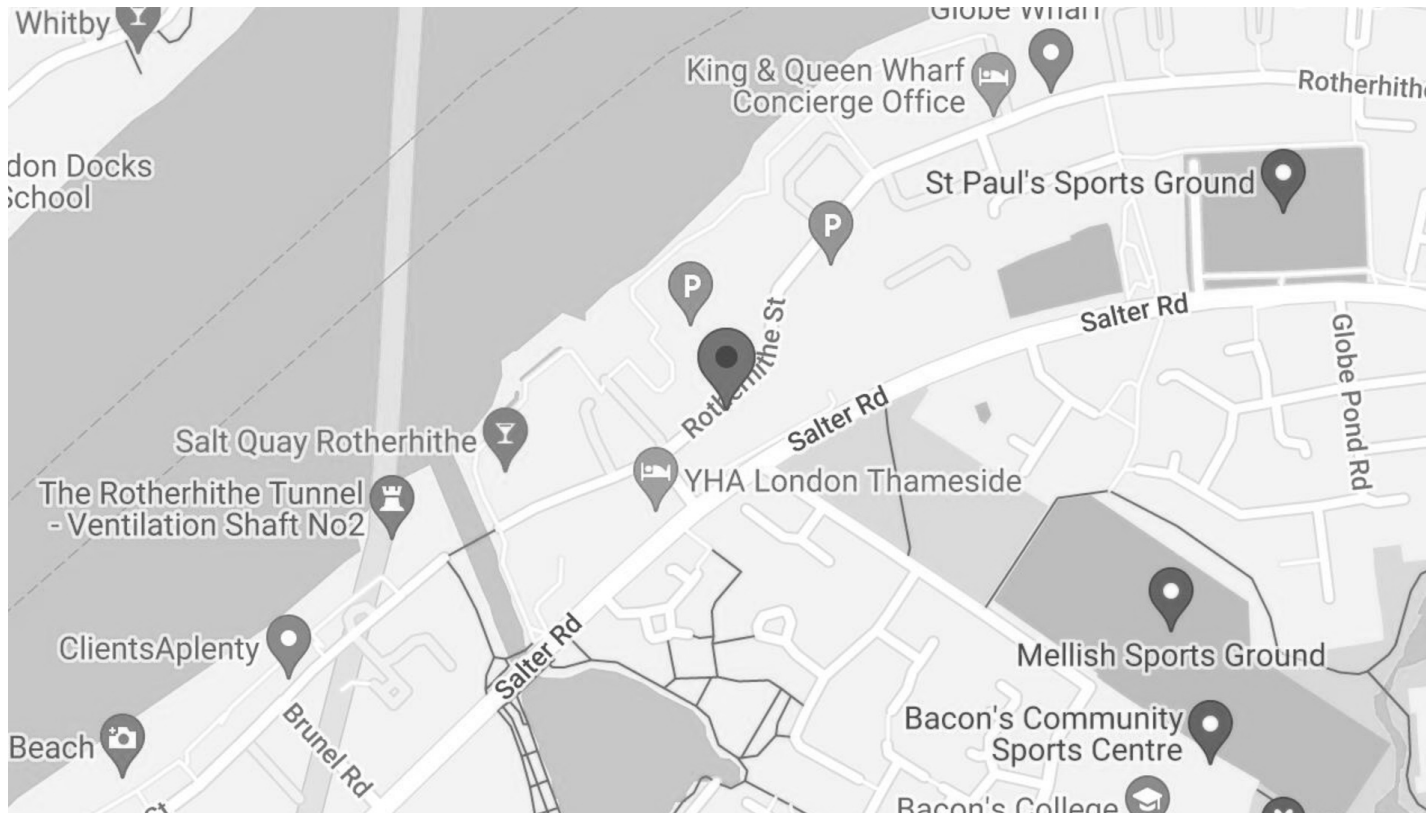 Whitby
Globe Wharf
King & Queen Wharf
Concierge Office
Rotherhithe
don Docks
School
St Paul's Sports Ground
P
P
Rotherhithe St
Salter Rd
Salter Rd
Globe Pond Rd
Salt Quay Rotherhithe
YHA London Thameside
The Rotherhithe Tunnel
- Ventilation Shaft No2
ClientsAplenty
Salter Rd
Mellish Sports Ground
Brunel Rd
Beach
Bacon's Community
Sports Centre
St
Bacon's College